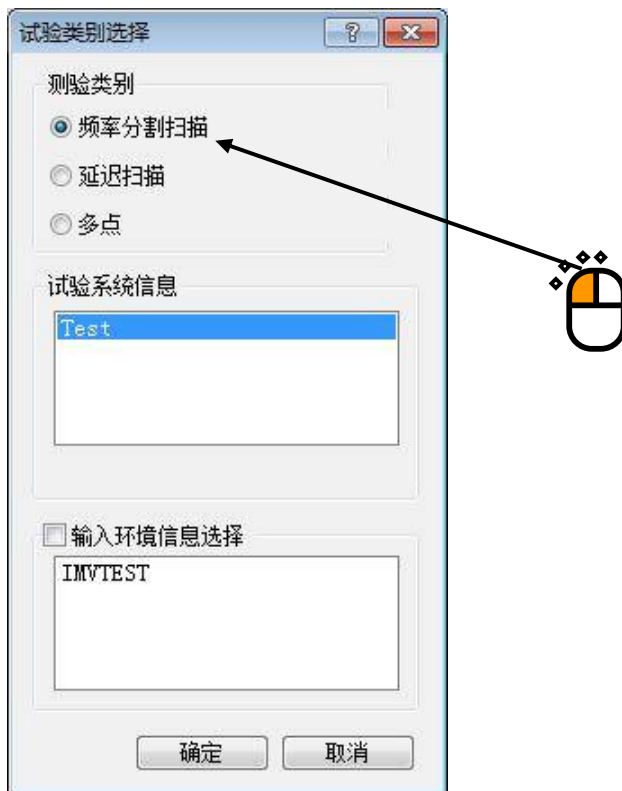 试验类别选择
测验类别
频率分割扫描
延迟扫描
多点
试验系统信息
Test
输入环境信息选择
IMVTEST
确定
取消